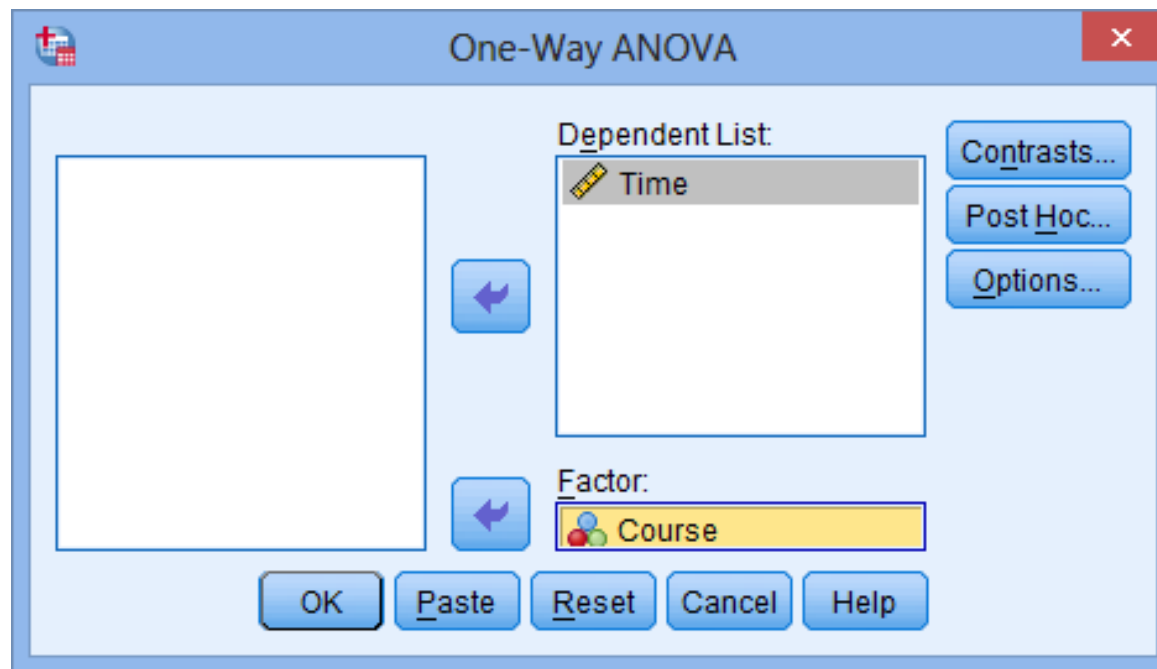 One-Way ANOVA
Dependent List:
Time
Contrasts...
Post Hoc...
Options...
Factor:
Course
OK Paste Reset Cancel Help